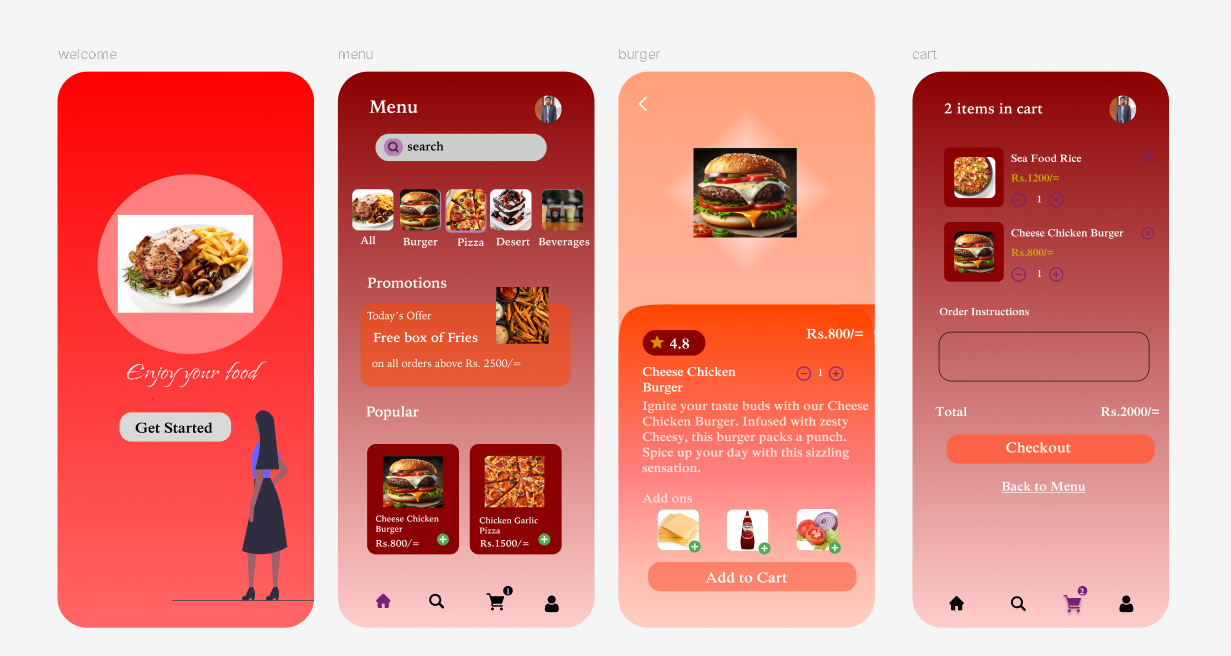 welcome
Enjoy your food
Get Started
menu
Menu
search
All
Burger
Pizza
Desert
Beverages
Promotions
Today's Offer
Free box of Fries
on all orders above Rs. 2500/=
Popular
Cheese Chicken
Burger
Rs.800/=
Chicken Garlic
Pizza
Rs.1500/=
1
burger
4.8
Rs.800/=
Cheese Chicken
Burger
1
Ignite your taste buds with our Cheese
Chicken Burger. Infused with zesty
Cheesy, this burger packs a punch.
Spice up your day with this sizzling
sensation.
Add ons
Add to Cart
cart
2 items in cart
Sea Food Rice
Rs.1200/=
1
Cheese Chicken Burger
Rs.800/=
1
Order Instructions
Total
Rs.2000/=
Checkout
Back to Menu
2